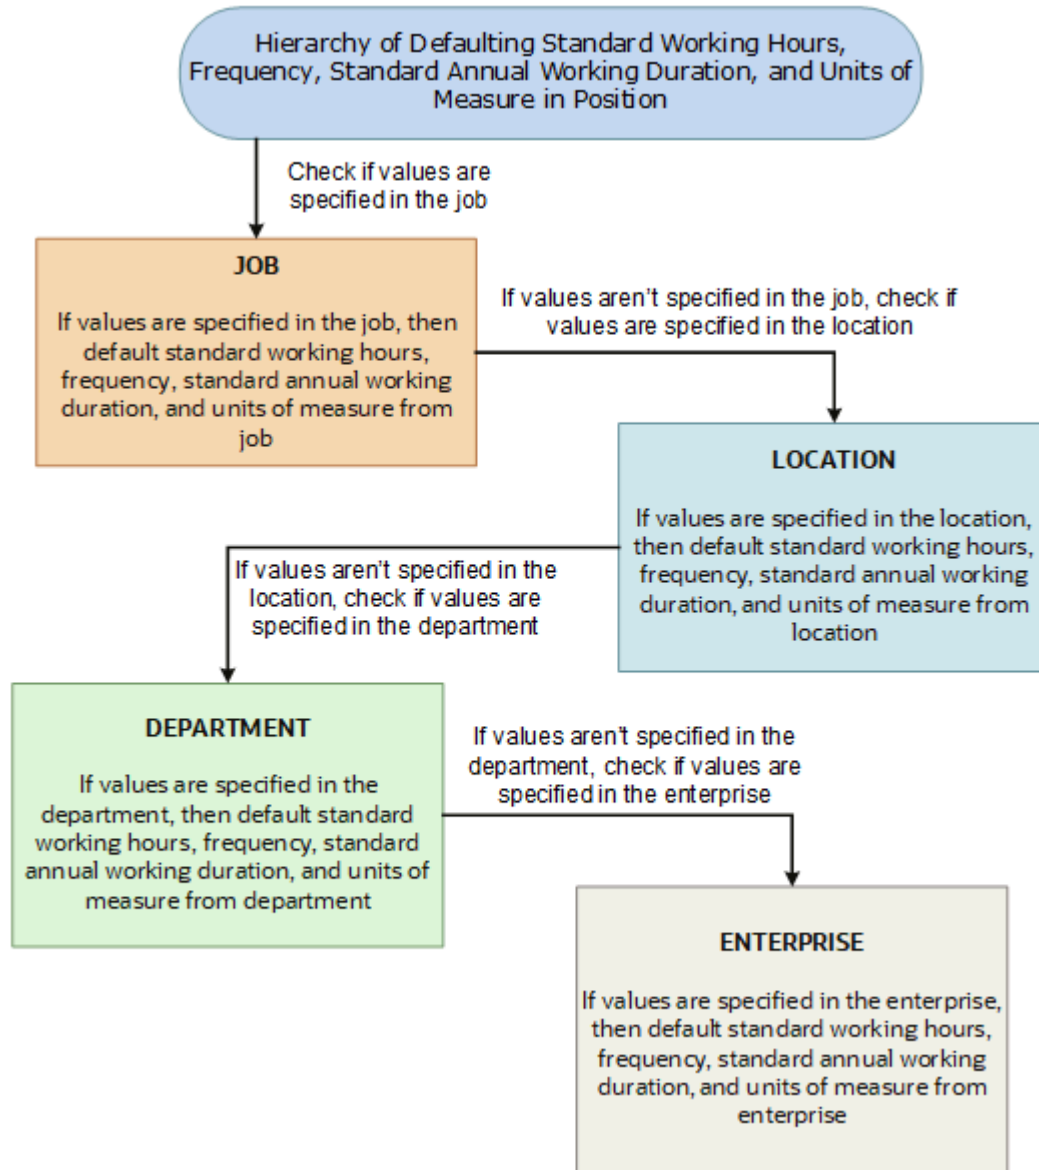 Hierarchy of Defaulting Standard Working Hours,
Frequency, Standard Annual Working Duration, and Units of
Measure in Position
Check if values are
specified in the job
JOB
If values are specified in the job, then
default standard working hours,
frequency, standard annual working
duration, and units of measure from
job
If values aren't specified in the job, check if
values are specified in the location
LOCATION
If values are specified in the location,
then default standard working hours,
frequency, standard annual working
duration, and units of measure from
location
If values aren't specified in the
location, check if values are
specified in the department
DEPARTMENT
If values are specified in the
department, then default standard
working hours, frequency, standard
annual working duration, and units of
measure from department
If values aren't specified in the
department, check if values are
specified in the enterprise
ENTERPRISE
If values are specified in the enterprise,
then default standard working hours,
frequency, standard annual working
duration, and units of measure from
enterprise